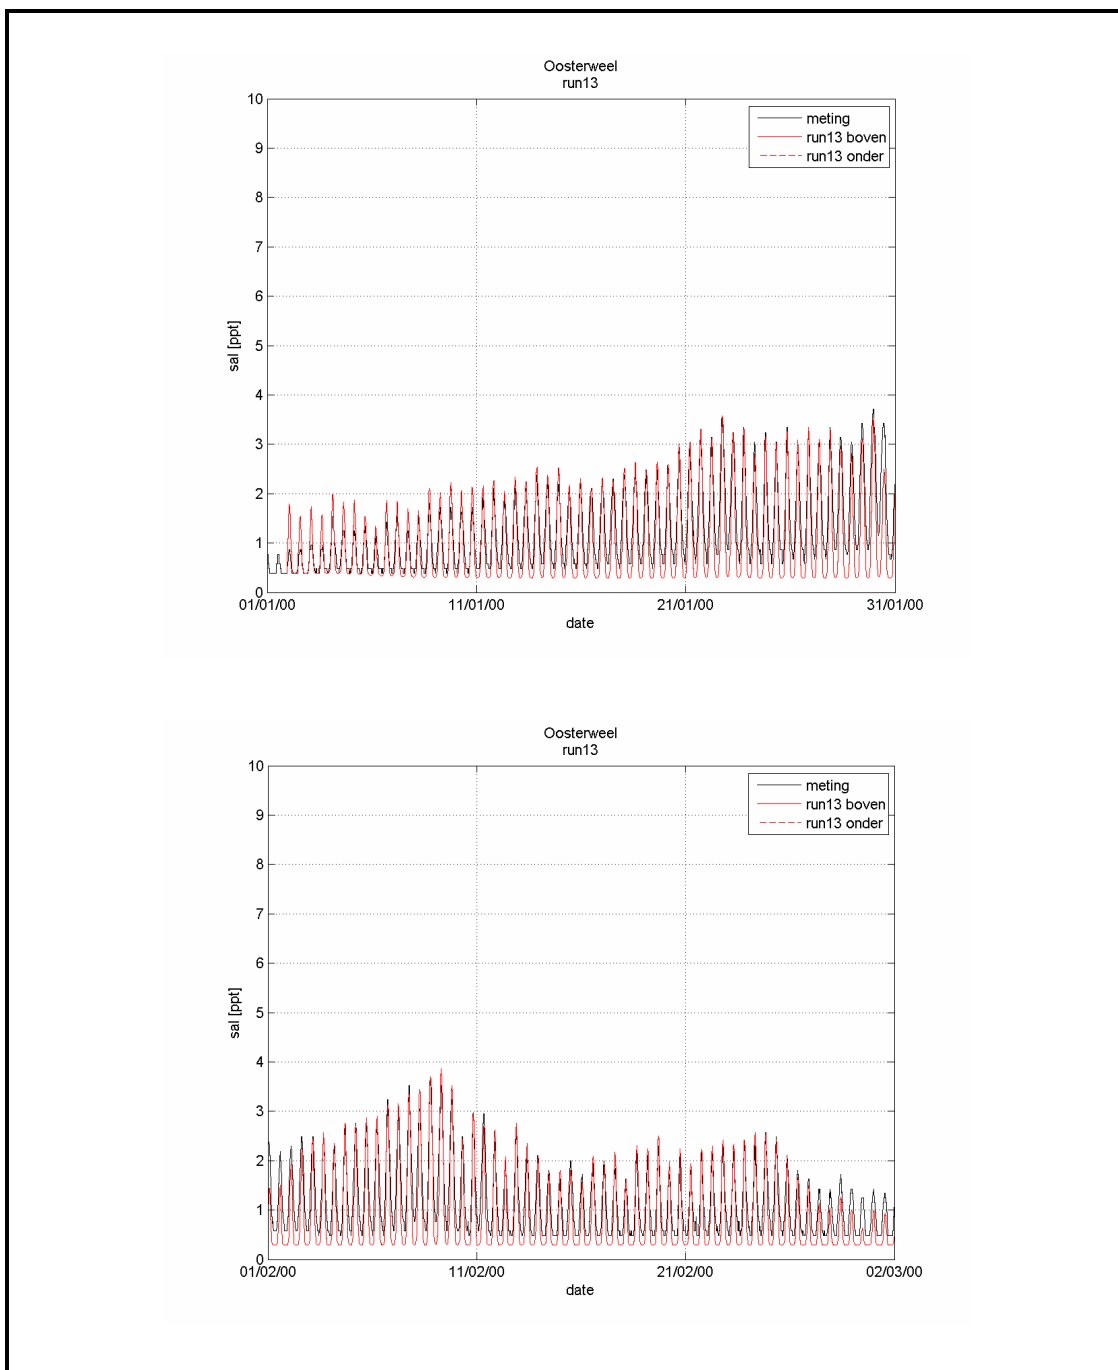 Oosterweel
run13
10
9
8
7
6
5
4
3
2
1
0
sal [ppt]
meting
run13 boven
run13 onder
01/01/00
11/01/00
21/01/00
31/01/00
date
Oosterweel
run13
10
9
8
7
6
5
4
3
2
1
0
sal [ppt]
meting
run13 boven
run13 onder
01/02/00
11/02/00
21/02/00
02/03/00
date